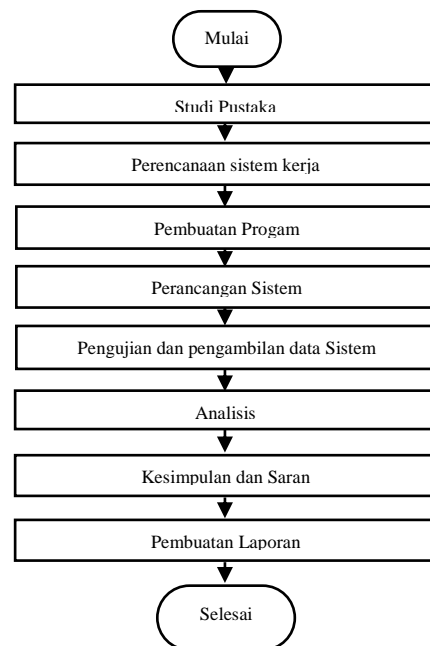 Mulai
Studi Pustaka
Perencanaan sistem kerja
Pembuatan Progam
Perancangan Sistem
Pengujian dan pengambilan data Sistem
Analisis
Kesimpulan dan Saran
Pembuatan Laporan
Selesai